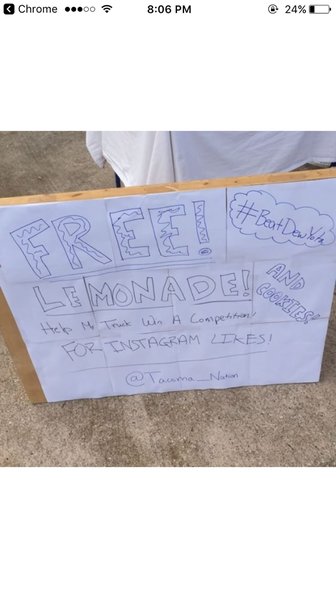 Chrome 8:06 PM 24%
FREE!
LEMONADE!
AND
COOKIES!
Help My Truck Win A Competition!
FOR INSTAGRAM LIKES!
@Tacoma_Nation